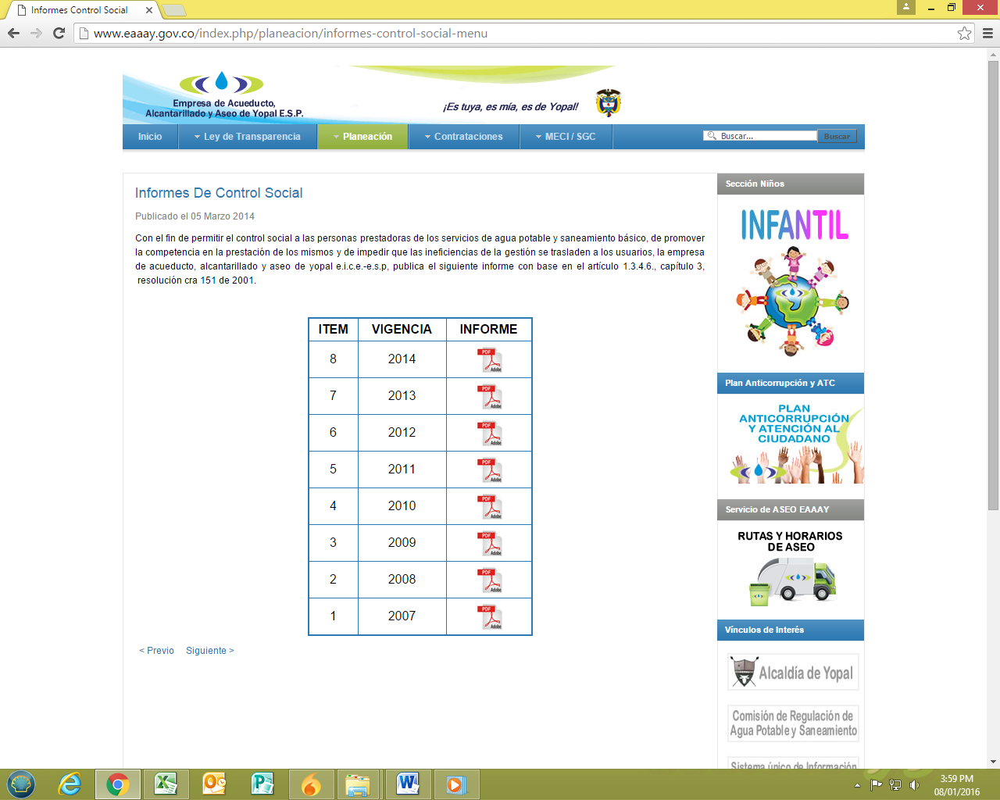 Informes Control Social
www.eaaay.gov.co/index.php/planeacion/informes-control-social-menu
Empresa de Acueducto,
Alcantarillado y Aseo de Yopal E.S.P.
¡Es tuya, es mía, es de Yopal!
Inicio
Ley de Transparencia
Planeación
Contrataciones
MECI / SGC
Buscar...
Buscar
Informes De Control Social
Publicado el 05 Marzo 2014
Con el fin de permitir el control social a las personas prestadoras de los servicios de agua potable y saneamiento básico, de promover
la competencia en la prestación de los mismos y de impedir que las ineficiencias de la gestión se trasladen a los usuarios, la empresa
de acueducto, alcantarillado y aseo de yopal e.i.c.e.-e.s.p, publica el siguiente informe con base en el artículo 1.3.4.6., capítulo 3,
resolución cra 151 de 2001.
ITEM VIGENCIA INFORME
8 2014 PDF Adobe
7 2013 PDF Adobe
6 2012 PDF Adobe
5 2011 PDF Adobe
4 2010 PDF Adobe
3 2009 PDF Adobe
2 2008 PDF Adobe
1 2007 PDF Adobe
< Previo Siguiente >
Sección Niños
INFANTIL
Plan Anticorrupción y ATC
PLAN
ANTICORRUPCIÓN
Y ATENCIÓN AL
CIUDADANO
Servicio de ASEO EAAAY
RUTAS Y HORARIOS
DE ASEO
Vínculos de Interés
Alcaldía de Yopal
Comisión de Regulación de
Agua Potable y Saneamiento
Sistema único de Información
3:59 PM
08/01/2016